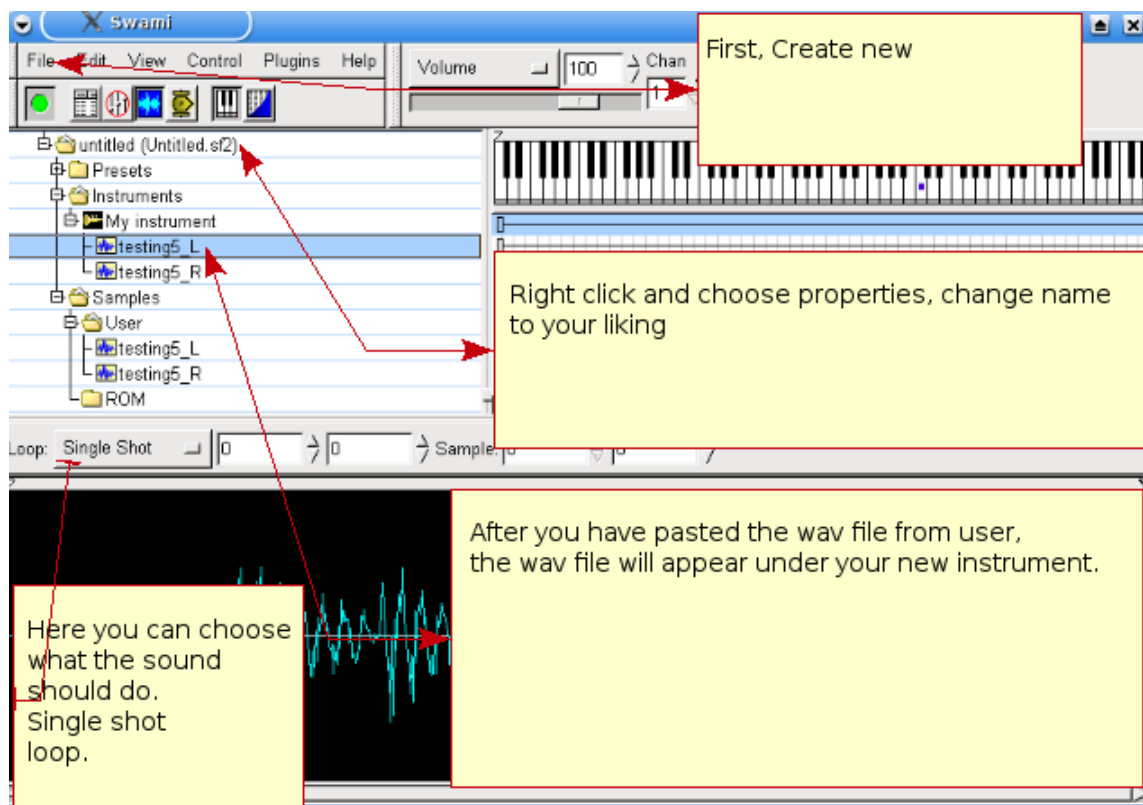 Swami
File Edit View Control Plugins Help
Volume 100 Chan
1
First, Create new
untitled (Untitled.sf2)
Presets
Instruments
My instrument
testing5_L
testing5_R
Samples
User
testing5_L
testing5_R
ROM
Right click and choose properties, change name
to your liking
Loop: Single Shot 0 0 Sample:
After you have pasted the wav file from user,
the wav file will appear under your new instrument.
Here you can choose
what the sound
should do.
Single shot
loop.